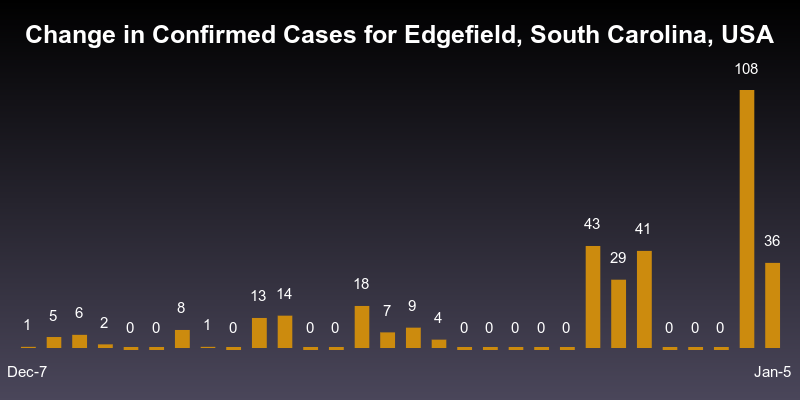 Change in Confirmed Cases for Edgefield, South Carolina, USA
1 5 6 2 0 0 8 1 0 13 14 0 0 18 7 9 4 0 0 0 0 0 43 29 41 0 0 0 108 36
Dec-7 Jan-5